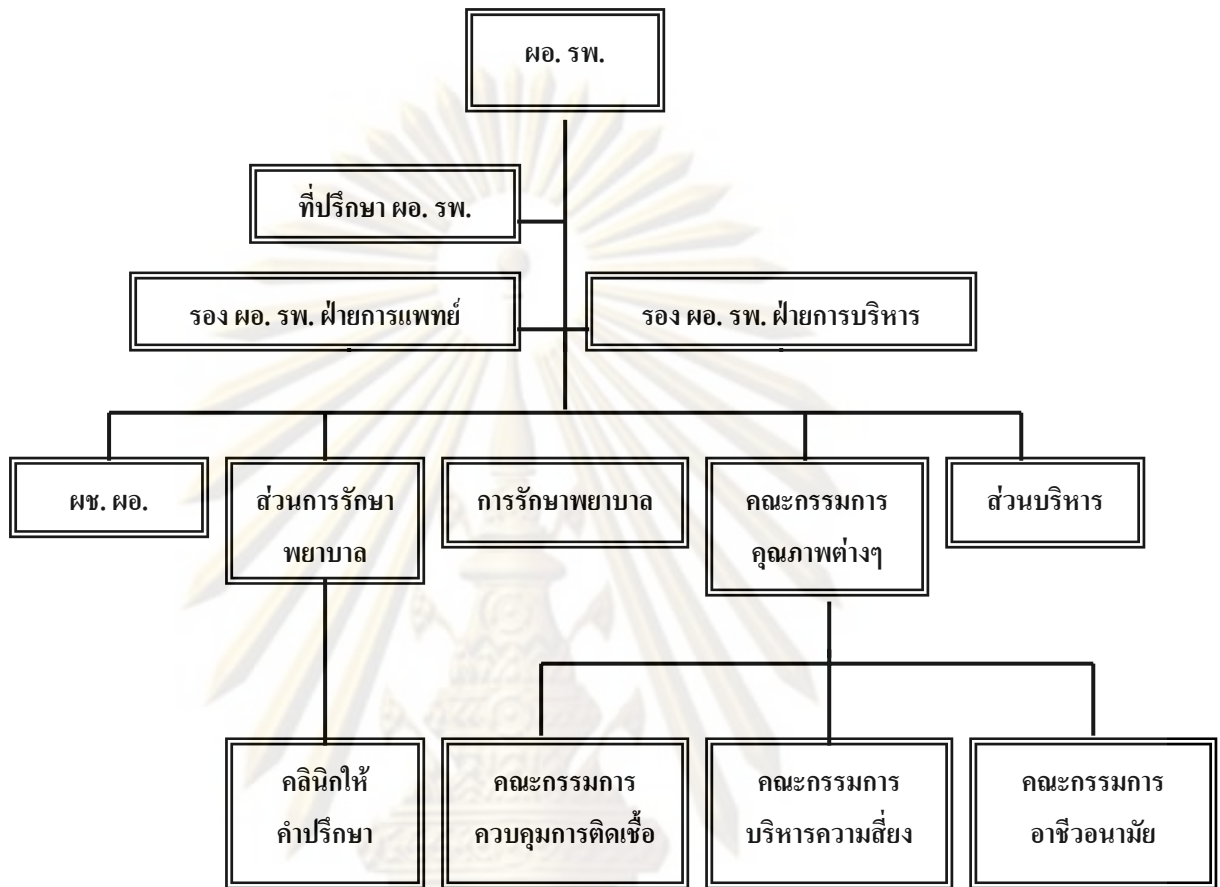 ผอ. รพ.
ที่ปรึกษา ผอ. รพ.
รอง ผอ. รพ. ฝ่ายการแพทย์
รอง ผอ. รพ. ฝ่ายการบริหาร
ผช. ผอ.
ส่วนการรักษา
พยาบาล
การรักษาพยาบาล
คณะกรรมการ
คุณภาพต่างๆ
ส่วนบริหาร
คลินิกให้
คำปรึกษา
คณะกรรมการ
ควบคุมการติดเชื้อ
คณะกรรมการ
บริหารความสี่ยง
คณะกรรมการ
อาชีวอนามัย